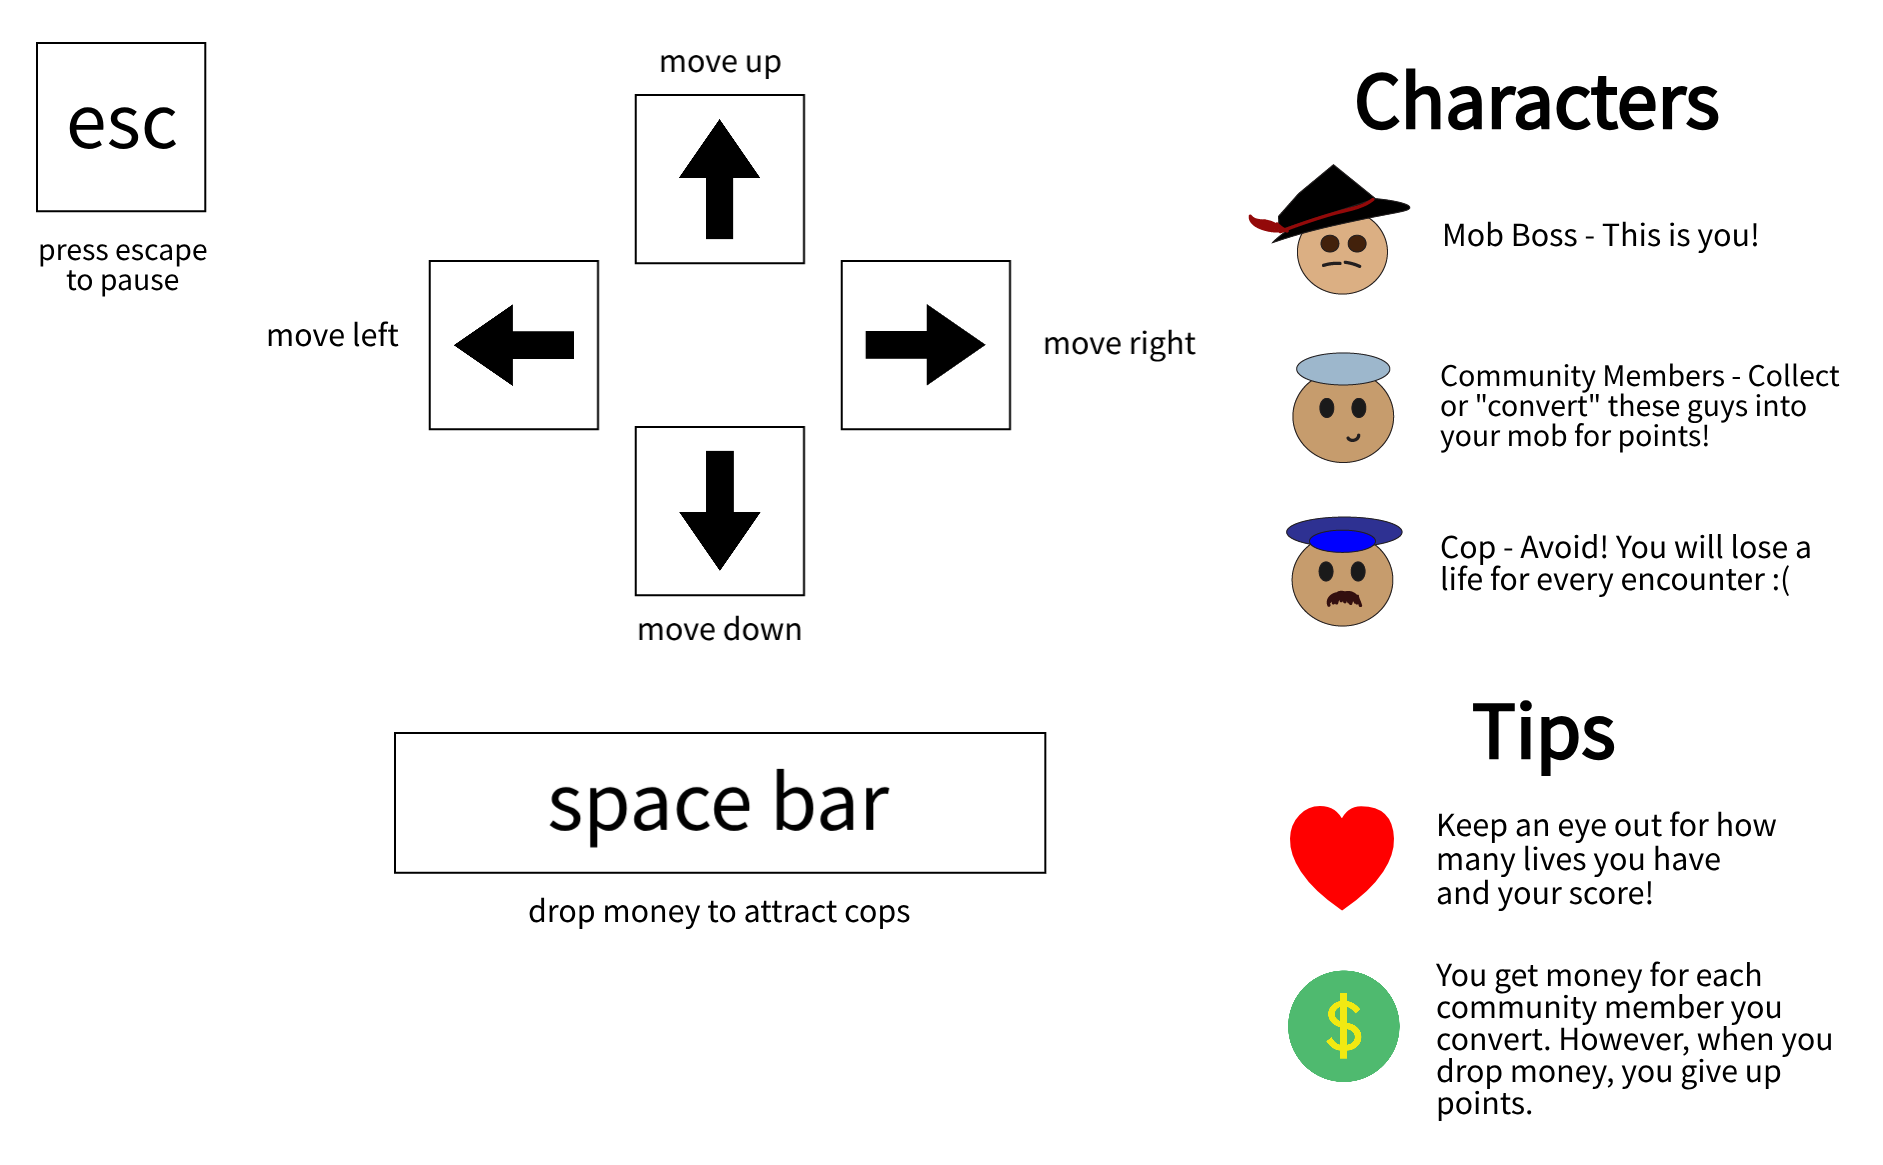 esc
press escape
to pause
move up
move left
move right
move down
space bar
drop money to attract cops
Characters
Mob Boss - This is you!
Community Members - Collect
or "convert" these guys into
your mob for points!
Cop - Avoid! You will lose a
life for every encounter :(
Tips
Keep an eye out for how
many lives you have
and your score!
$
You get money for each
community member you
convert. However, when you
drop money, you give up
points.